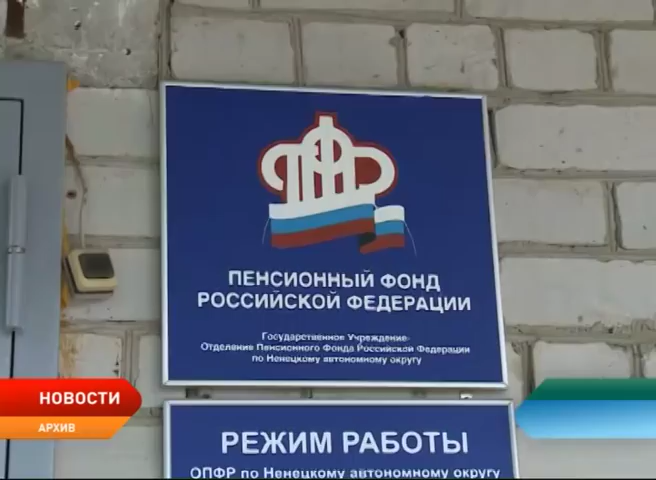 ПФР
ПЕНСИОННЫЙ ФОНД
РОССИЙСКОЙ ФЕДЕРАЦИИ
Государственное Учреждение-
Отделение Пенсионного Фонда Российской Федерации
по Ненецкому автономному округу
НОВОСТИ
АРХИВ
РЕЖИМ РАБОТЫ
ОПФР по Ненецкому автономному округу